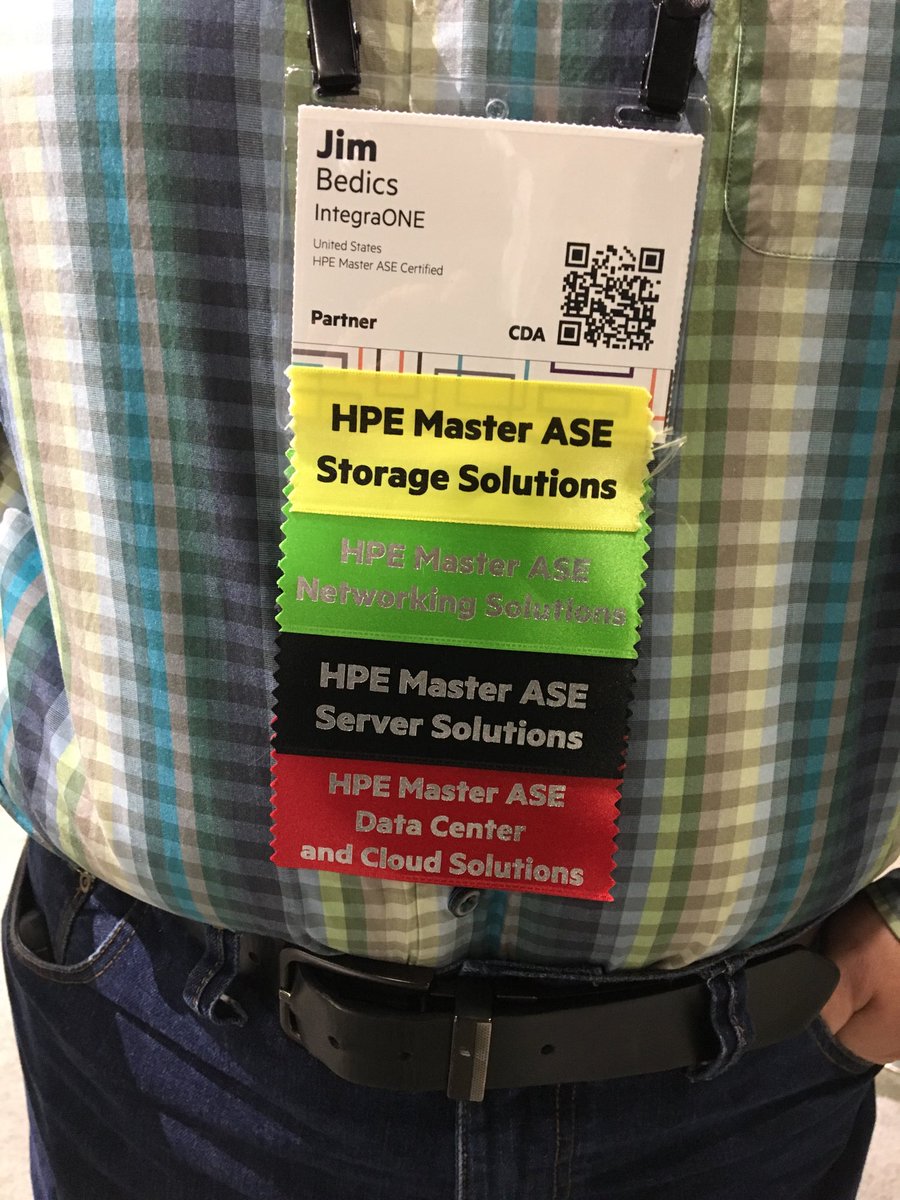 Jim
Bedics
IntegraONE
United States
HPE Master ASE Certified
Partner
CDA
HPE Master ASE
Storage Solutions
HPE Master ASE
Networking Solutions
HPE Master ASE
Server Solutions
HPE Master ASE
Data Center
and Cloud Solutions